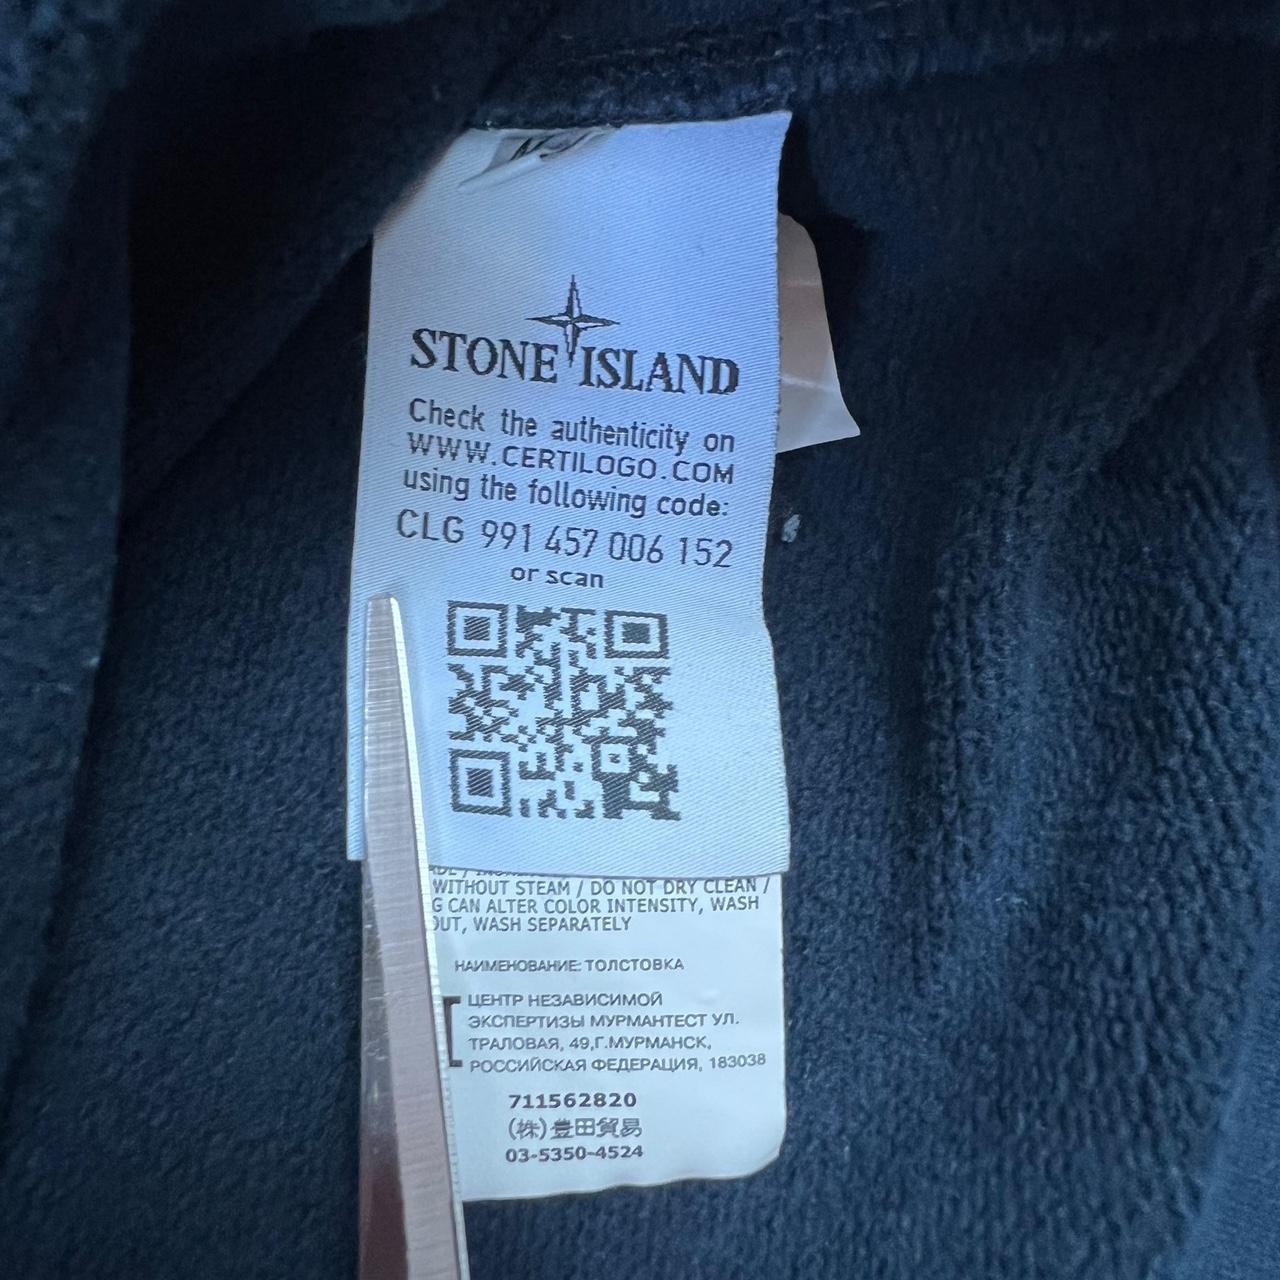 STONE ISLAND
Check the authenticity on
WWW.CERTILOGO.COM
using the following code:
CLG 991 457 006 152
or scan
WITHOUT STEAM / DO NOT DRY CLEAN /
G CAN ALTER COLOR INTENSITY, WASH
OUT, WASH SEPARATELY
НАИМЕНОВАНИЕ: ТОЛСТОВКА
ЦЕНТР НЕЗАВИСИМОЙ
ЭКСПЕРТИЗЫ МУРМАНТЕСТ УЛ.
ТРАЛОВАЯ, 49,Г.МУРМАНСК,
РОССИЙСКАЯ ФЕДЕРАЦИЯ, 183038
711562820
(株)豊田貿易
03-5350-4524